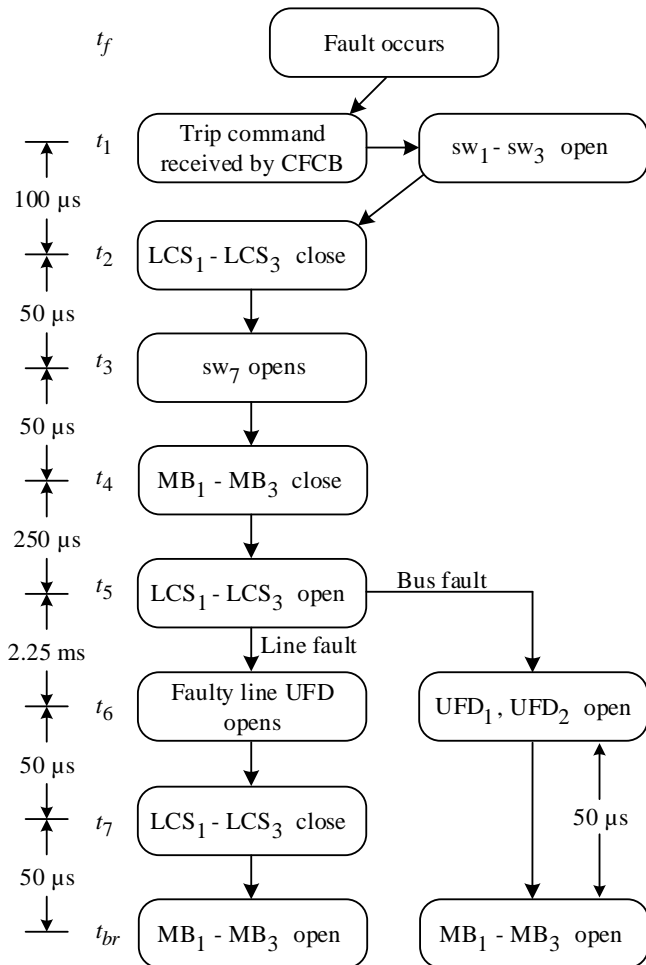 t_f
Fault occurs
t_1
Trip command
received by CFCB
sw_1 - sw_3 open
100 µs
t_2
LCS_1 - LCS_3 close
50 µs
t_3
sw_7 opens
50 µs
t_4
MB_1 - MB_3 close
250 µs
t_5
LCS_1 - LCS_3 open
Bus fault
Line fault
2.25 ms
t_6
Faulty line UFD
opens
UFD_1, UFD_2 open
50 µs
50 µs
t_7
LCS_1 - LCS_3 close
50 µs
t_br
MB_1 - MB_3 open
MB_1 - MB_3 open